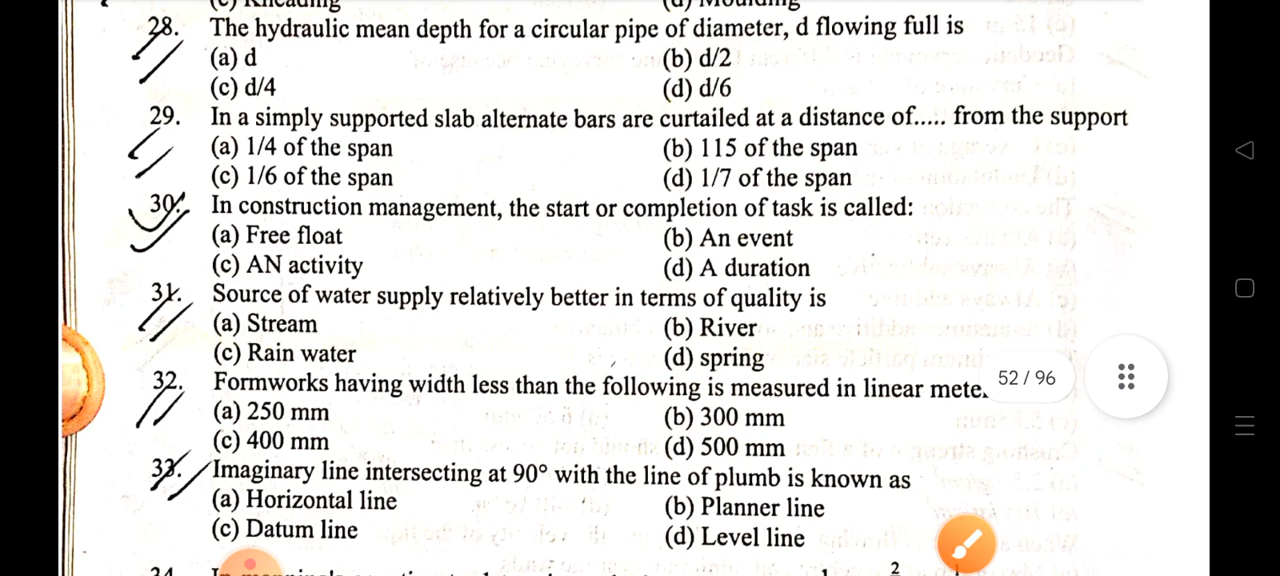 (c) Kneading (d) Moulding
28. The hydraulic mean depth for a circular pipe of diameter, d flowing full is
(a) d (b) d/2
(c) d/4 (d) d/6
29. In a simply supported slab alternate bars are curtailed at a distance of..... from the support
(a) 1/4 of the span (b) 115 of the span
(c) 1/6 of the span (d) 1/7 of the span
30. In construction management, the start or completion of task is called:
(a) Free float (b) An event
(c) AN activity (d) A duration
31. Source of water supply relatively better in terms of quality is
(a) Stream (b) River
(c) Rain water (d) spring
32. Formworks having width less than the following is measured in linear mete
52 / 96
(a) 250 mm (b) 300 mm
(c) 400 mm (d) 500 mm
33. Imaginary line intersecting at 90° with the line of plumb is known as
(a) Horizontal line (b) Planner line
(c) Datum line (d) Level line
34.